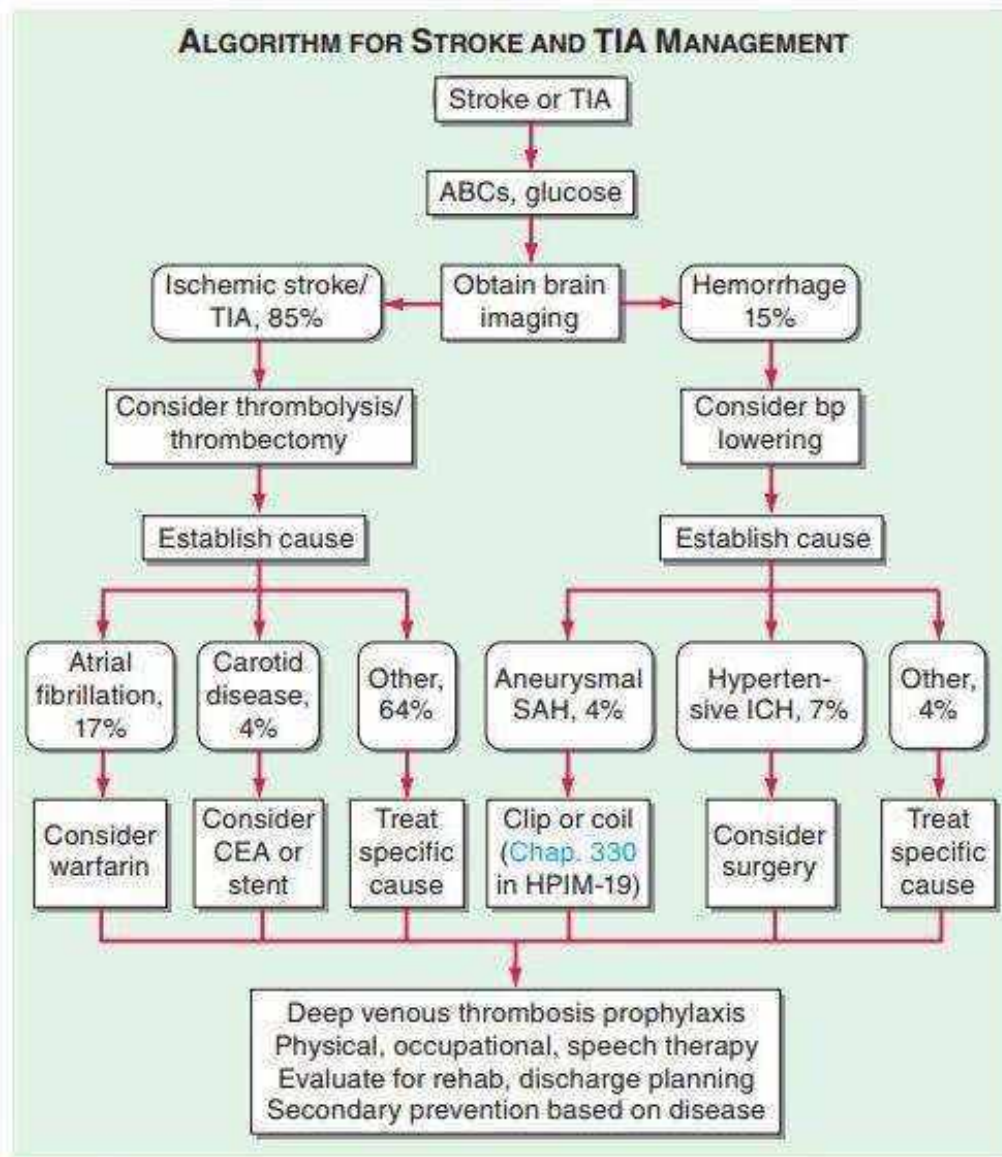 ALGORITHM FOR STROKE AND TIA MANAGEMENT
Stroke or TIA
ABCs, glucose
Obtain brain
imaging
Ischemic stroke/
TIA, 85%
Hemorrhage
15%
Consider thrombolysis/
thrombectomy
Consider bp
lowering
Establish cause
Establish cause
Atrial
fibrillation,
17%
Carotid
disease,
4%
Other,
64%
Aneurysmal
SAH, 4%
Hyperten-
sive ICH, 7%
Other,
4%
Consider
warfarin
Consider
CEA or
stent
Treat
specific
cause
Clip or coil
(Chap. 330
in HPIM-19)
Consider
surgery
Treat
specific
cause
Deep venous thrombosis prophylaxis
Physical, occupational, speech therapy
Evaluate for rehab, discharge planning
Secondary prevention based on disease